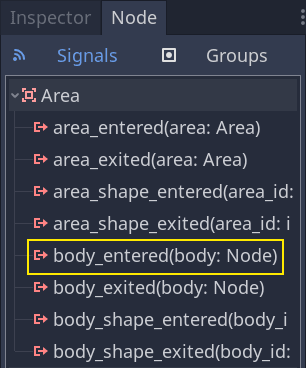 Inspector Node
Signals Groups
Area
area_entered(area: Area)
area_exited(area: Area)
area_shape_entered(area_id:
area_shape_exited(area_id: i
body_entered(body: Node)
body_exited(body: Node)
body_shape_entered(body_i
body_shape_exited(body_id: